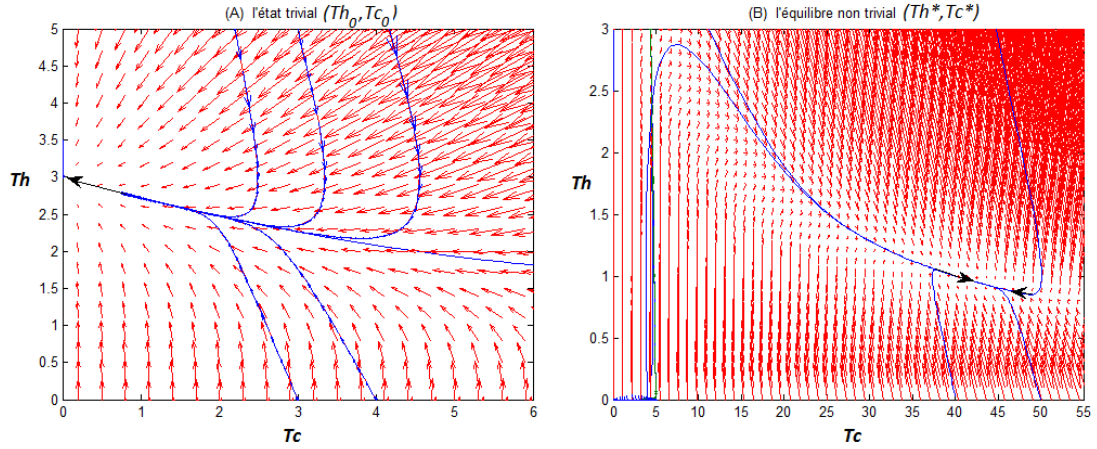 (A) l'état trivial (Th0,Tc0)
5
4.5
4
3.5
3
2.5
2
1.5
1
0.5
0
Th
0 1 2 3 4 5 6
Tc
(B) l'équilibre non trivial (Th*,Tc*)
3
2.5
2
1.5
1
0.5
0
Th
0 5 10 15 20 25 30 35 40 45 50 55
Tc